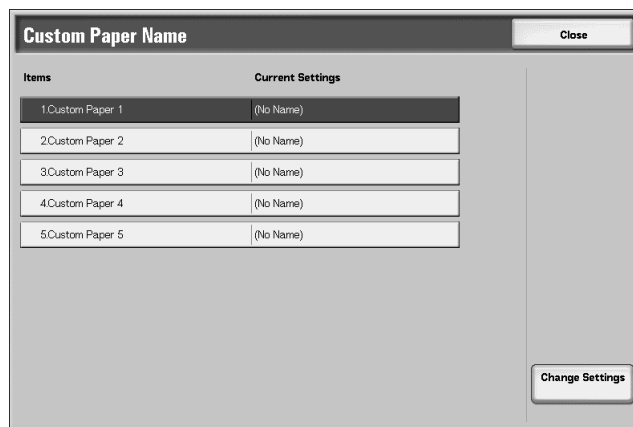 Custom Paper Name
Close
Items Current Settings
1.Custom Paper 1 (No Name)
2.Custom Paper 2 (No Name)
3.Custom Paper 3 (No Name)
4.Custom Paper 4 (No Name)
5.Custom Paper 5 (No Name)
Change Settings